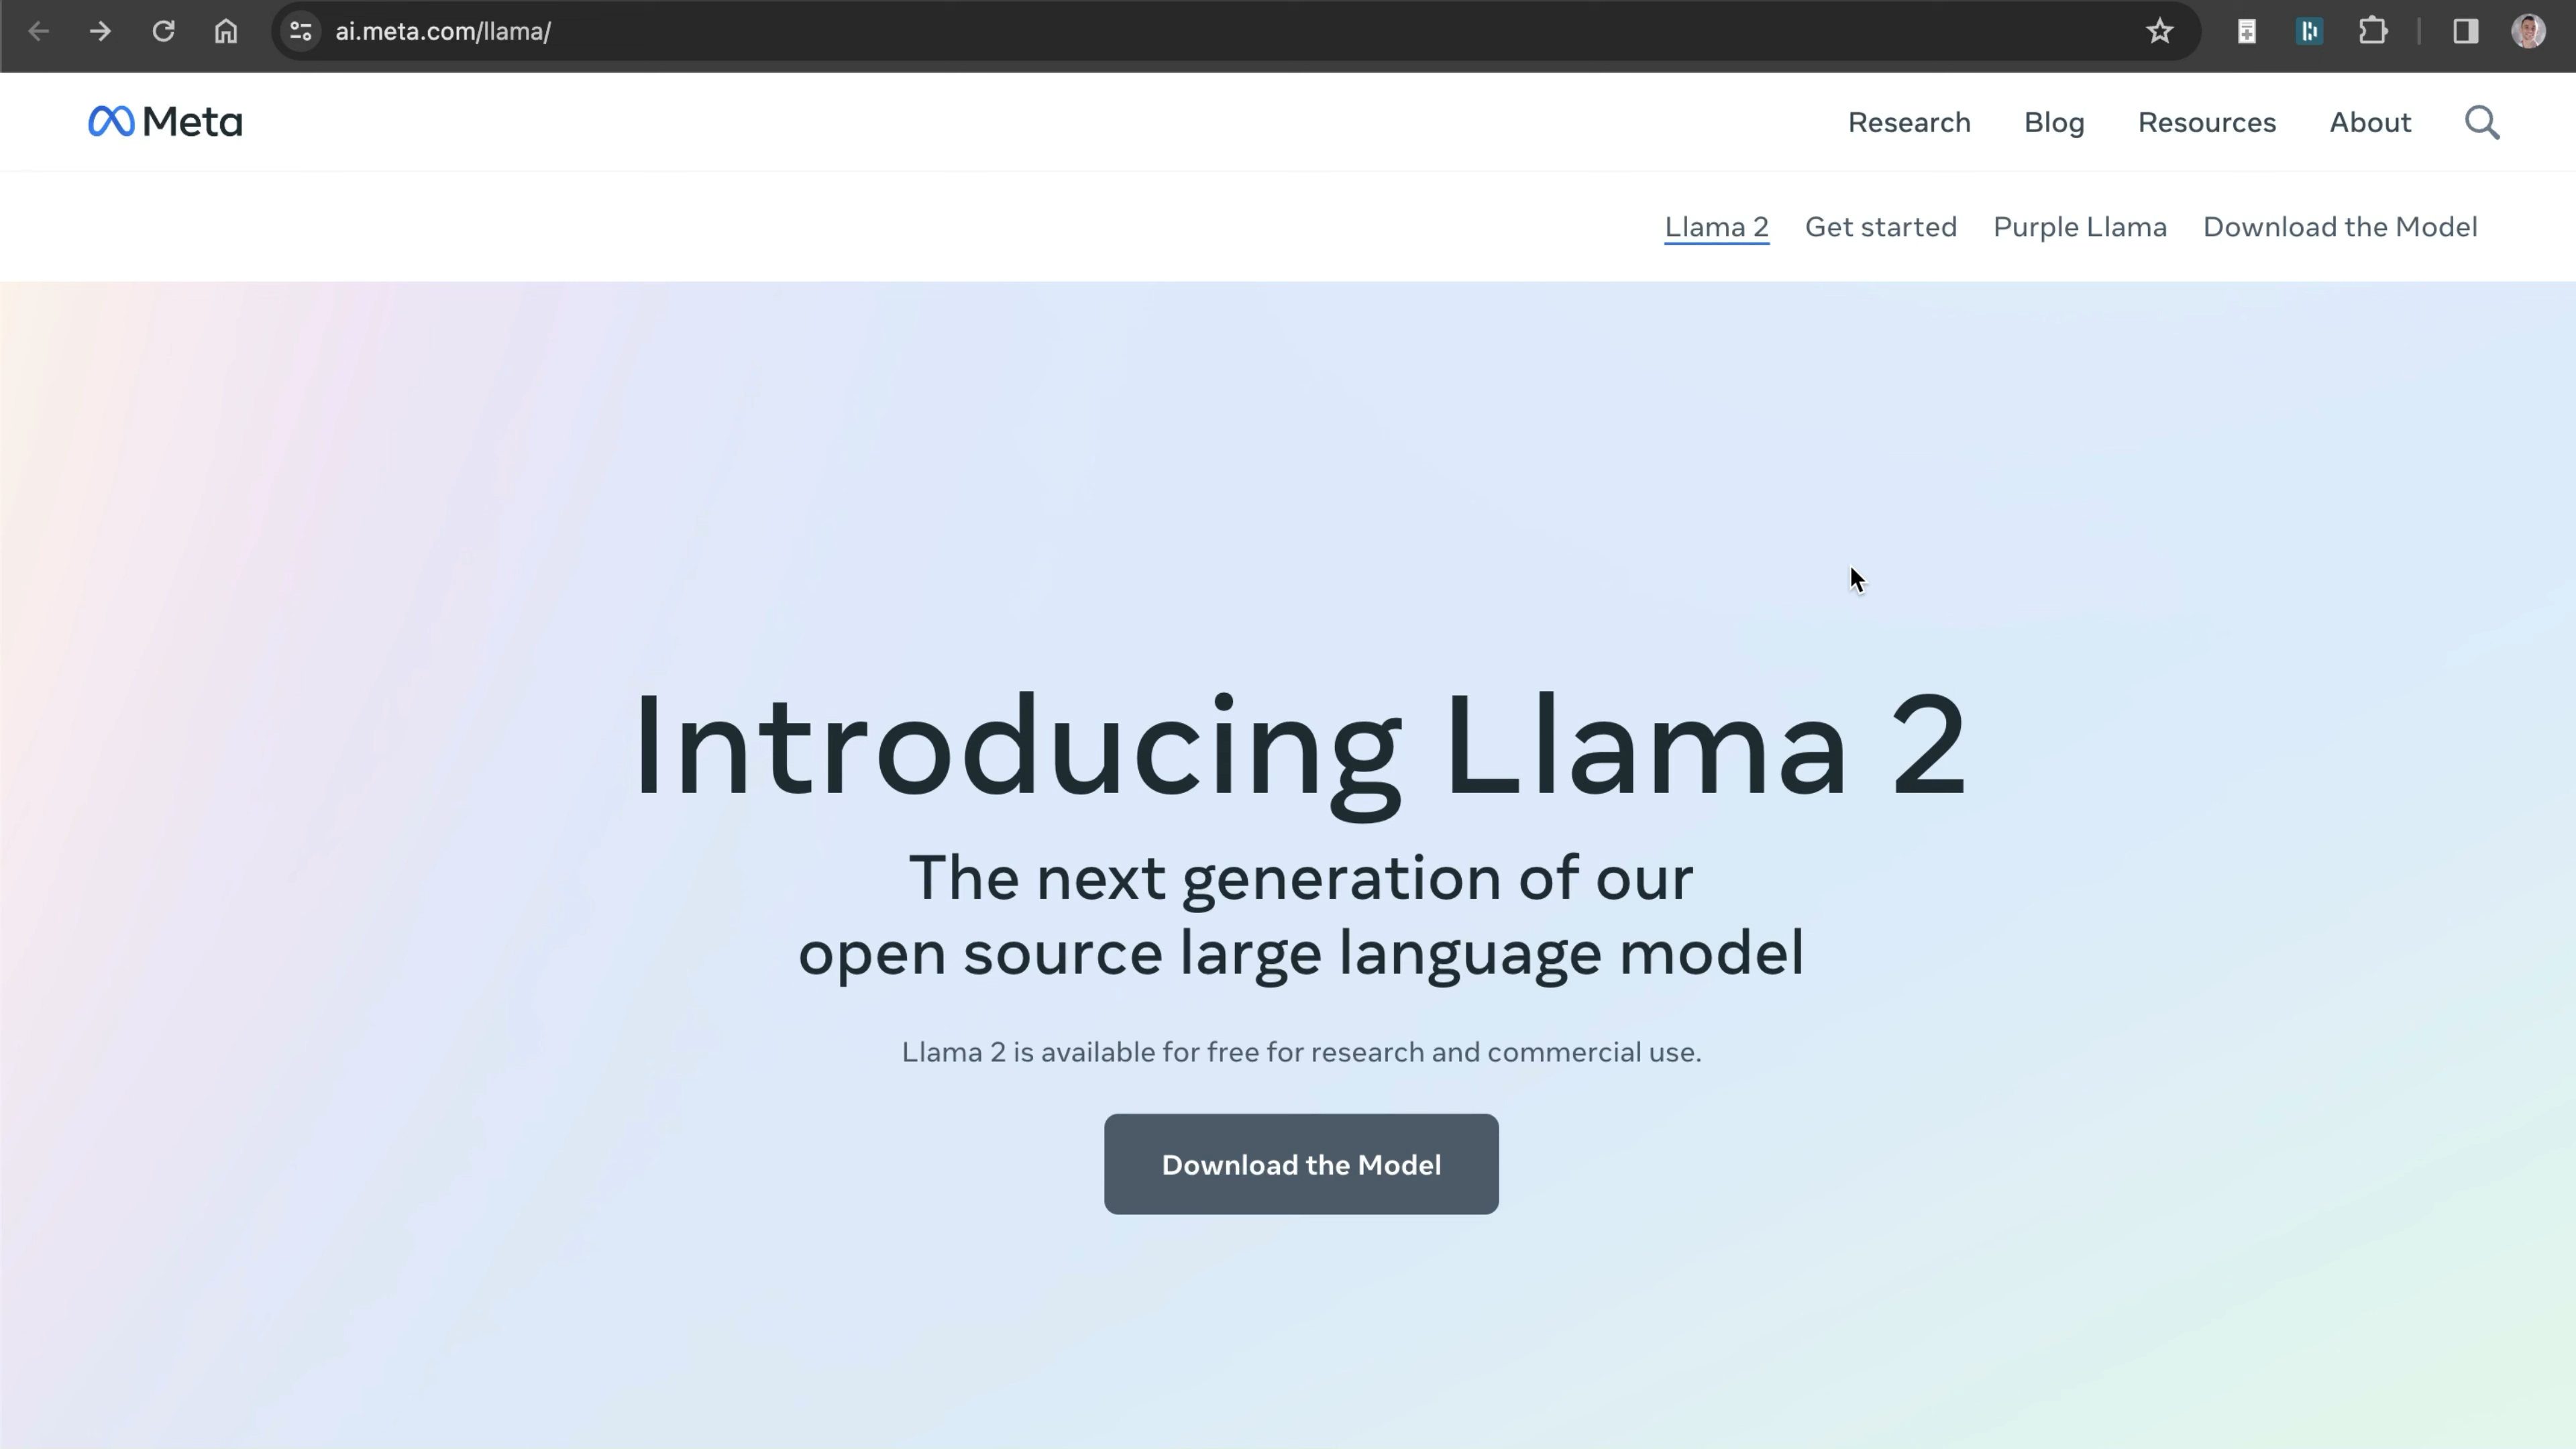 ai.meta.com/llama/
Meta
Research Blog Resources About
Llama 2 Get started Purple Llama Download the Model
Introducing Llama 2
The next generation of our
open source large language model
Llama 2 is available for free for research and commercial use.
Download the Model